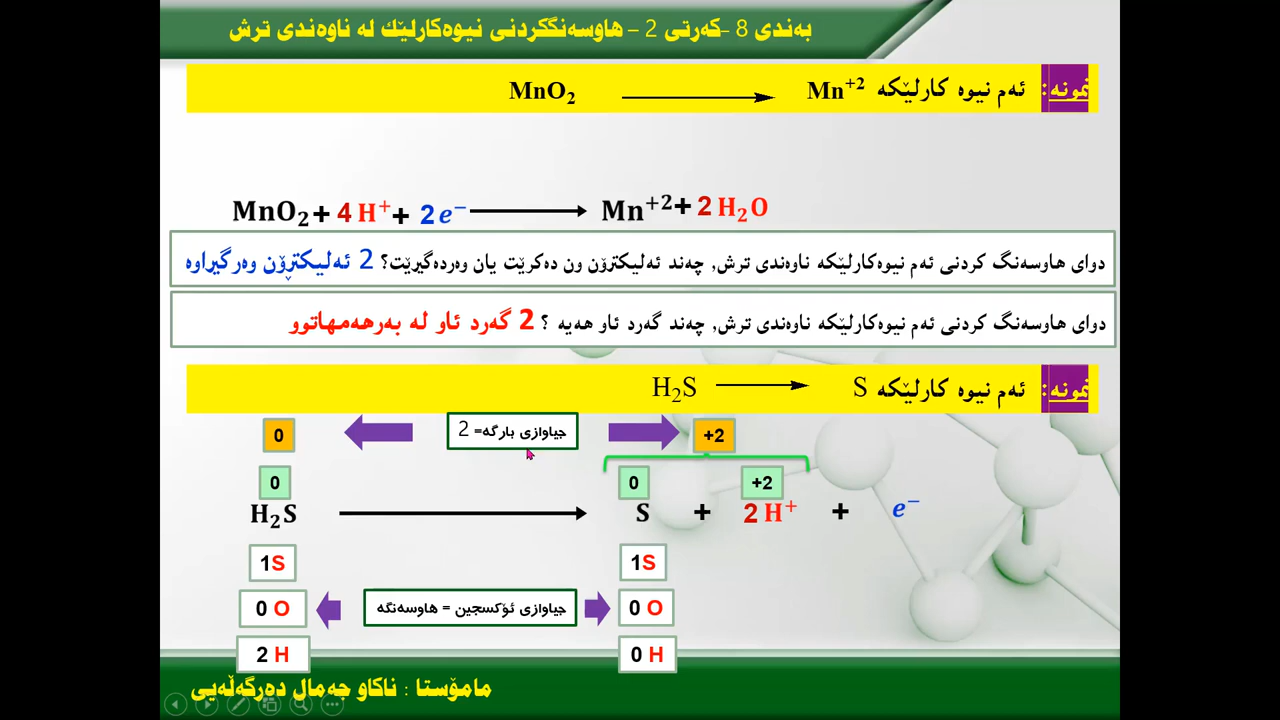 بەندی 8 -کەرتی 2 – هاوسەنگکردنی نیوەکارلێك لە ناوەندی ترش
نمونە: ئەم نیوە کارلێکە MnO₂ ⟶ Mn⁺²
MnO₂ + 4 H⁺ + 2 e⁻ ⟶ Mn⁺² + 2 H₂O
دوای هاوسەنگ کردنی ئەم نیوەکارلێکە ناوەندی ترش, چەند ئەلیکترۆن ون دەکرێت یان وەردەگیرێت؟ 2 ئەلیکترۆن وەرگیراوە
دوای هاوسەنگ کردنی ئەم نیوەکارلێکە ناوەندی ترش, چەند گەرد ئاو هەیە ؟ 2 گەرد ئاو لە بەرهەمهاتوو
نمونە: ئەم نیوە کارلێکە H₂S ⟶ S
0 جیاوازی بارگە= 2 +2
0 0 +2
H₂S ⟶ S + 2 H⁺ + e⁻
1S 1S
0 O جیاوازی ئۆکسجین = هاوسەنگە 0 O
2 H 0 H
مامۆستا : ناکاو جەمال دەرگەڵەیی